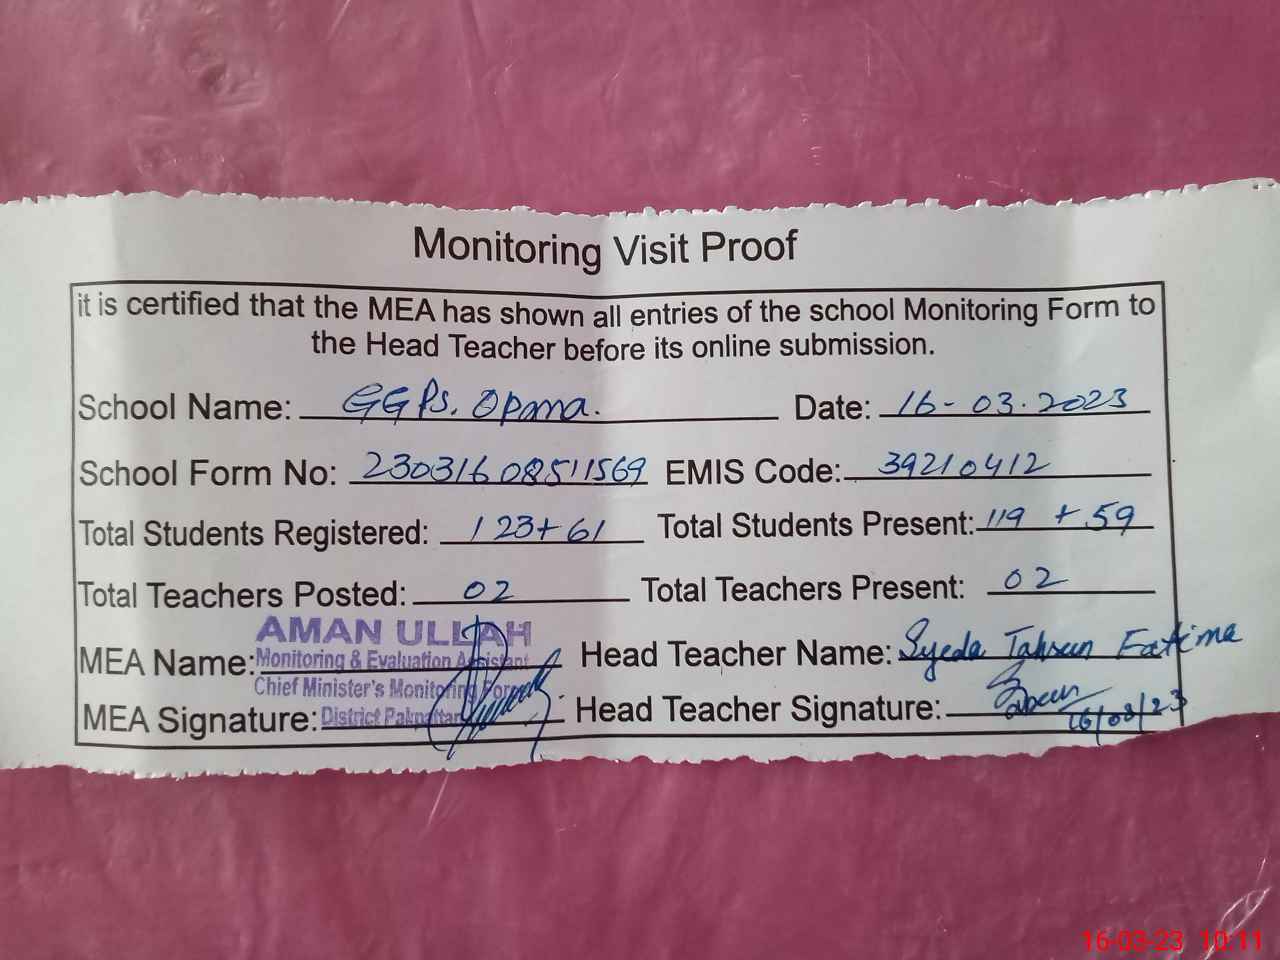 Monitoring Visit Proof
it is certified that the MEA has shown all entries of the school Monitoring Form to
the Head Teacher before its online submission.
School Name: GGPs. Opana. Date: 16-03.2023
School Form No: 23031608511569 EMIS Code: 39210412
Total Students Registered: 123+61 Total Students Present: 119 + 59
Total Teachers Posted: 02 Total Teachers Present: 02
AMAN ULLAH
MEA Name: Monitoring & Evaluation Assistant Head Teacher Name: Syeda Tahseen Fatima
Chief Minister's Monitoring Force
MEA Signature: District Pakpattan Head Teacher Signature:
16/03/23
16-03-23 10:11